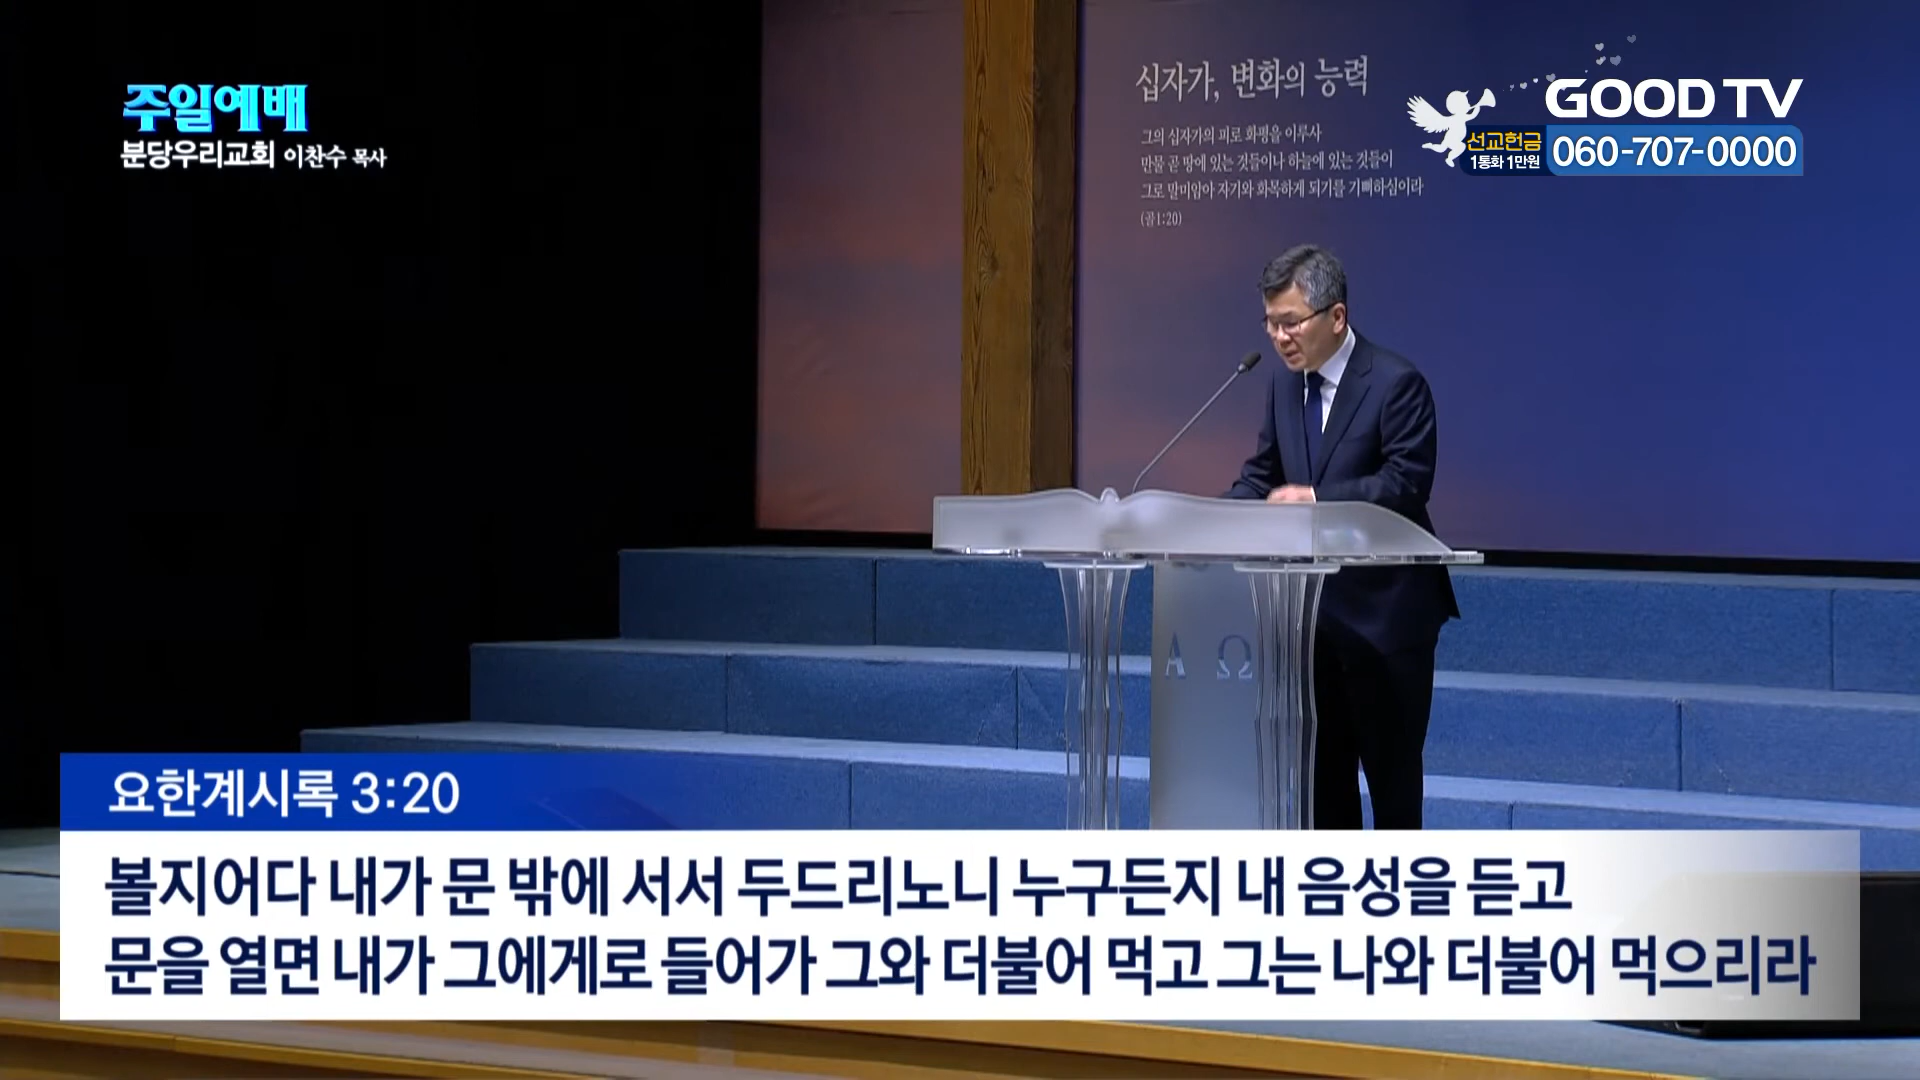 주일예배
분당우리교회 이찬수 목사
십자가, 변화의 능력
그의 십자가의 피로 화평을 이루사
만물 곧 땅에 있는 것들이나 하늘에 있는 것들이
그로 말미암아 자기와 화목하게 되기를 기뻐하심이라
(골1:20)
GOOD TV
선교헌금
1통화 1만원
060-707-0000
Α Ω
요한계시록 3:20
볼지어다 내가 문 밖에 서서 두드리노니 누구든지 내 음성을 듣고
문을 열면 내가 그에게로 들어가 그와 더불어 먹고 그는 나와 더불어 먹으리라